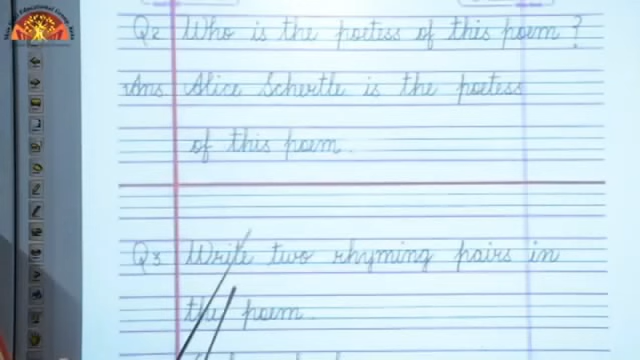 Q2 Who is the poetess of this poem ?
Ans Alice Schertle is the poetess
of this poem.
Q3 Write two rhyming pairs in
the poem.